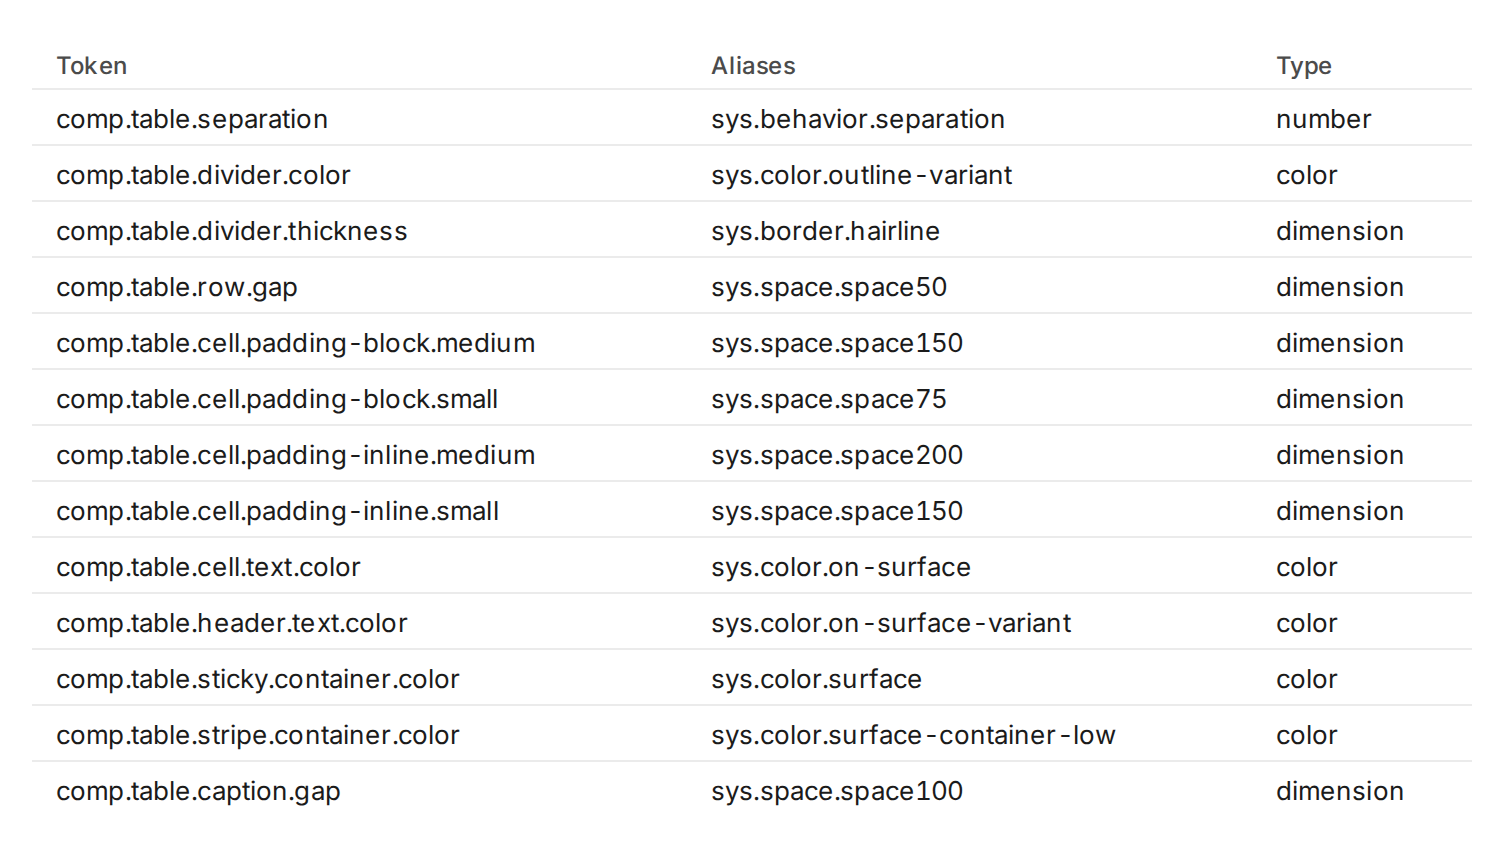 Token Aliases Type
comp.table.separation sys.behavior.separation number
comp.table.divider.color sys.color.outline-variant color
comp.table.divider.thickness sys.border.hairline dimension
comp.table.row.gap sys.space.space50 dimension
comp.table.cell.padding-block.medium sys.space.space150 dimension
comp.table.cell.padding-block.small sys.space.space75 dimension
comp.table.cell.padding-inline.medium sys.space.space200 dimension
comp.table.cell.padding-inline.small sys.space.space150 dimension
comp.table.cell.text.color sys.color.on-surface color
comp.table.header.text.color sys.color.on-surface-variant color
comp.table.sticky.container.color sys.color.surface color
comp.table.stripe.container.color sys.color.surface-container-low color
comp.table.caption.gap sys.space.space100 dimension